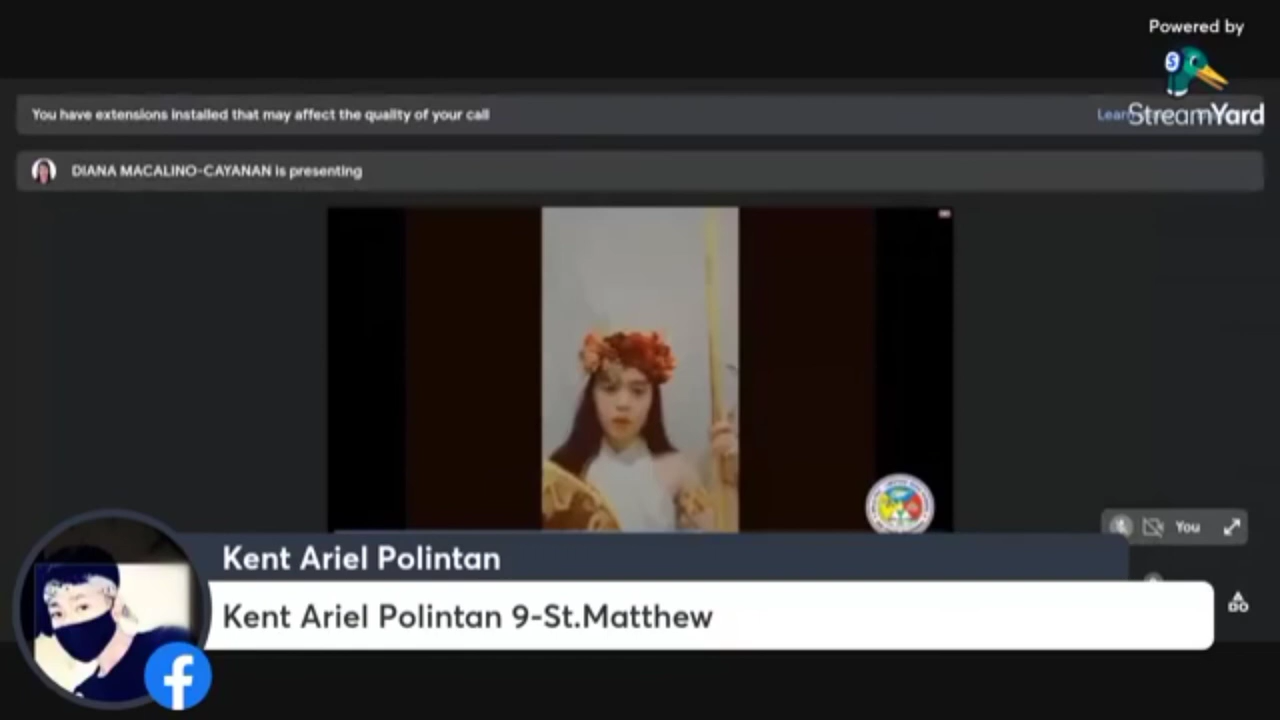 Powered by
StreamYard
You have extensions installed that may affect the quality of your call
Lear
DIANA MACALINO-CAYANAN is presenting
You
Kent Ariel Polintan
Kent Ariel Polintan 9-St.Matthew